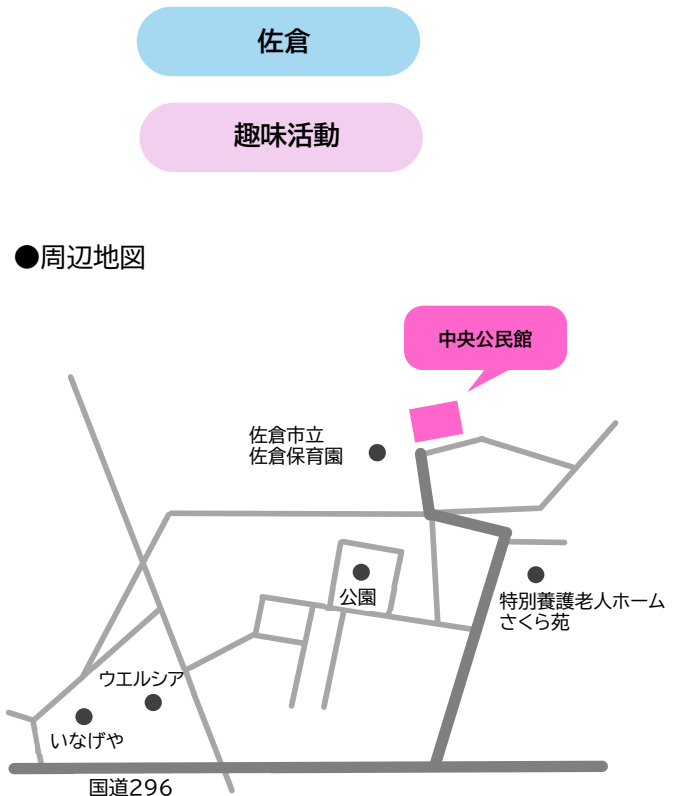 佐倉
趣味活動
●周辺地図
中央公民館
佐倉市立
佐倉保育園
公園
特別養護老人ホーム
さくら苑
ウエルシア
いなげや
国道296